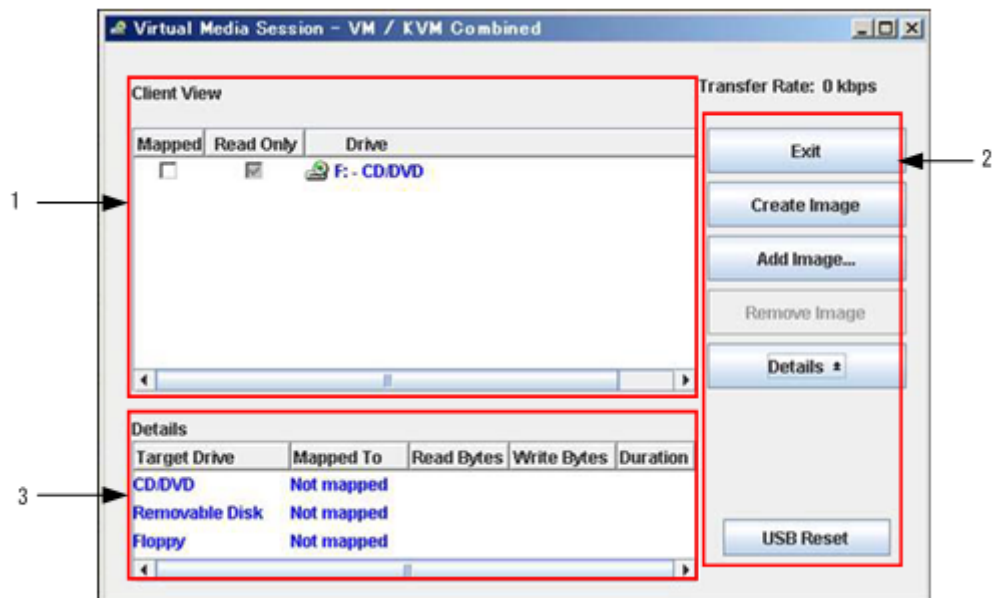 Virtual Media Session - VM / KVM Combined
Client View
Transfer Rate: 0 kbps
Mapped Read Only Drive
F: - CD/DVD
Exit
Create Image
Add Image...
Remove Image
Details
Details
Target Drive Mapped To Read Bytes Write Bytes Duration
CD/DVD Not mapped
Removable Disk Not mapped
Floppy Not mapped
USB Reset
1
2
3